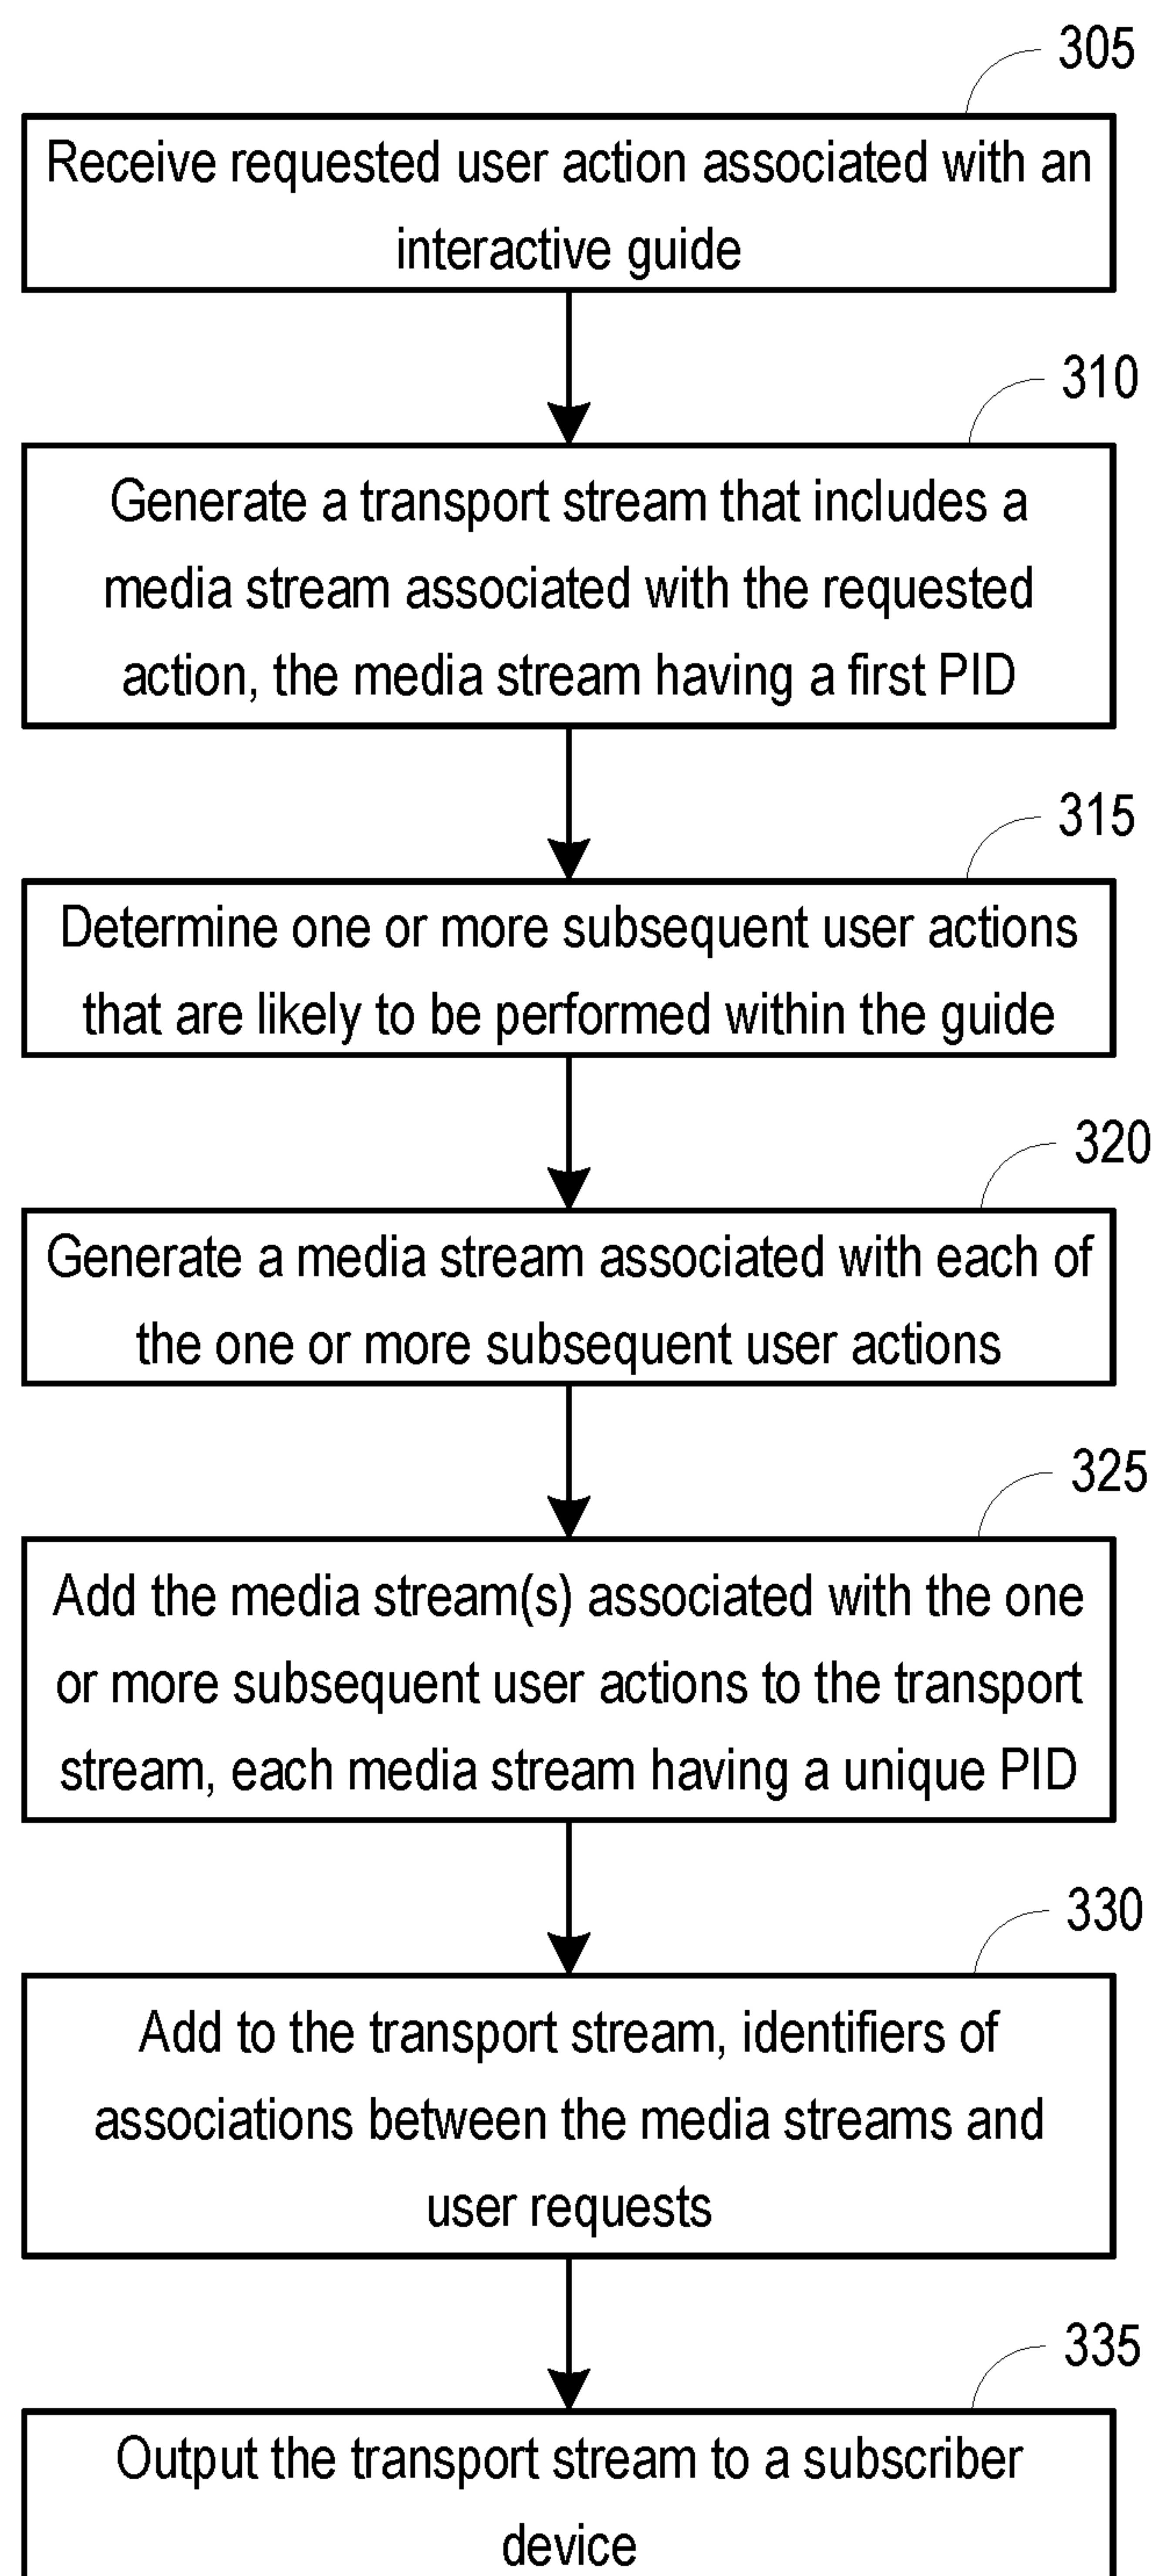 305
Receive requested user action associated with an
interactive guide
310
Generate a transport stream that includes a
media stream associated with the requested
action, the media stream having a first PID
315
Determine one or more subsequent user actions
that are likely to be performed within the guide
320
Generate a media stream associated with each of
the one or more subsequent user actions
325
Add the media stream(s) associated with the one
or more subsequent user actions to the transport
stream, each media stream having a unique PID
330
Add to the transport stream, identifiers of
associations between the media streams and
user requests
335
Output the transport stream to a subscriber
device